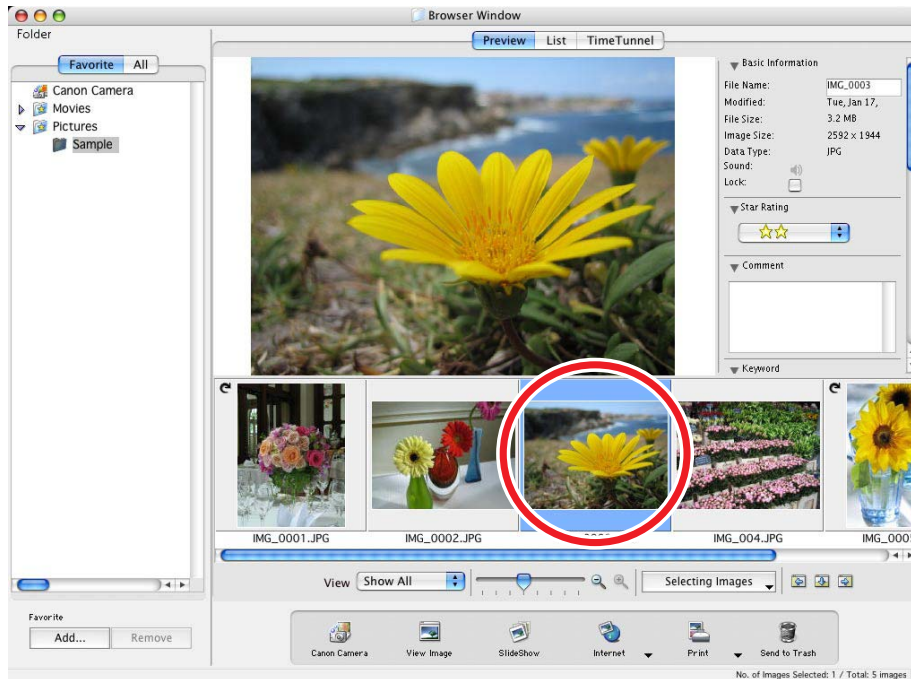 Browser Window
Folder
Favorite All
Canon Camera
Movies
Pictures
Sample
Preview List TimeTunnel
Basic Information
File Name: IMG_0003
Modified: Tue, Jan 17,
File Size: 3.2 MB
Image Size: 2592 x 1944
Data Type: JPG
Sound:
Lock:
Star Rating
Comment
Keyword
IMG_0001.JPG IMG_0002.JPG IMG_004.JPG IMG_000
View Show All Selecting Images
Favorite
Add... Remove
Canon Camera View Image SlideShow Internet Print Send to Trash
No. of Images Selected: 1 / Total: 5 images